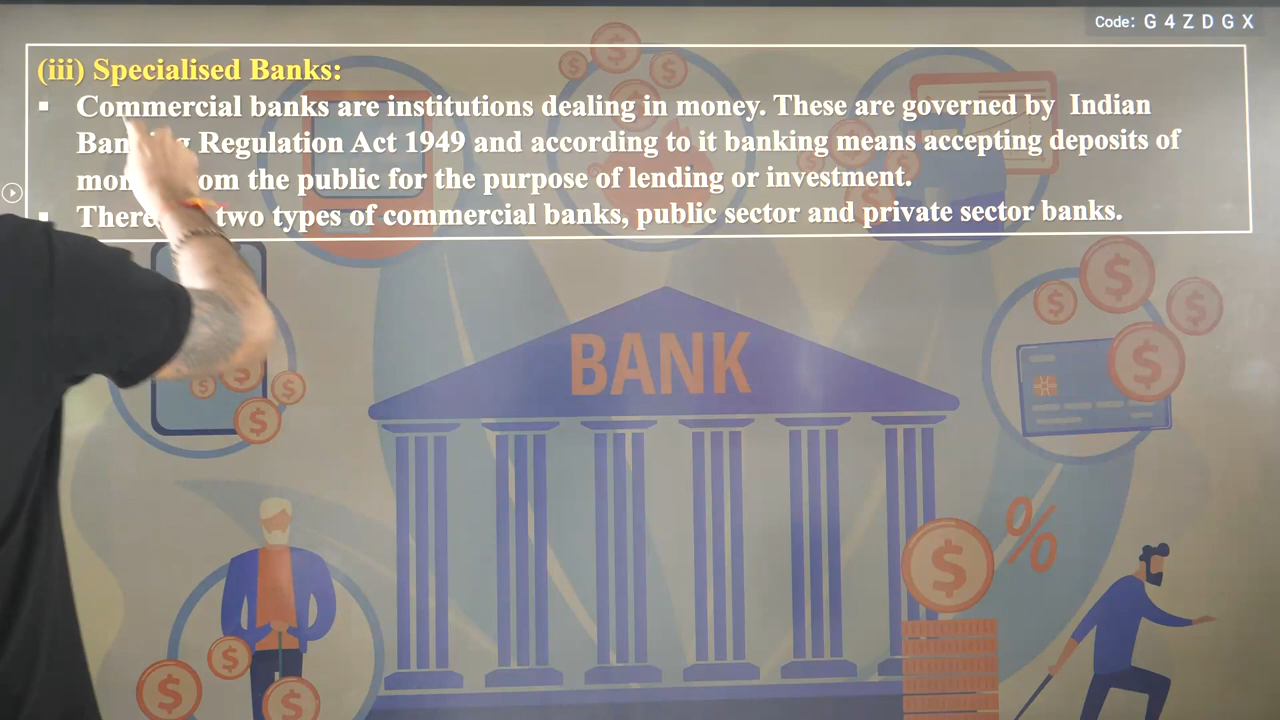 Code: G 4 Z D G X
(iii) Specialised Banks:
▪ Commercial banks are institutions dealing in money. These are governed by Indian
Regulation Act 1949 and according to it banking means accepting deposits of
the public for the purpose of lending or investment.
▪ There two types of commercial banks, public sector and private sector banks.
BANK
%